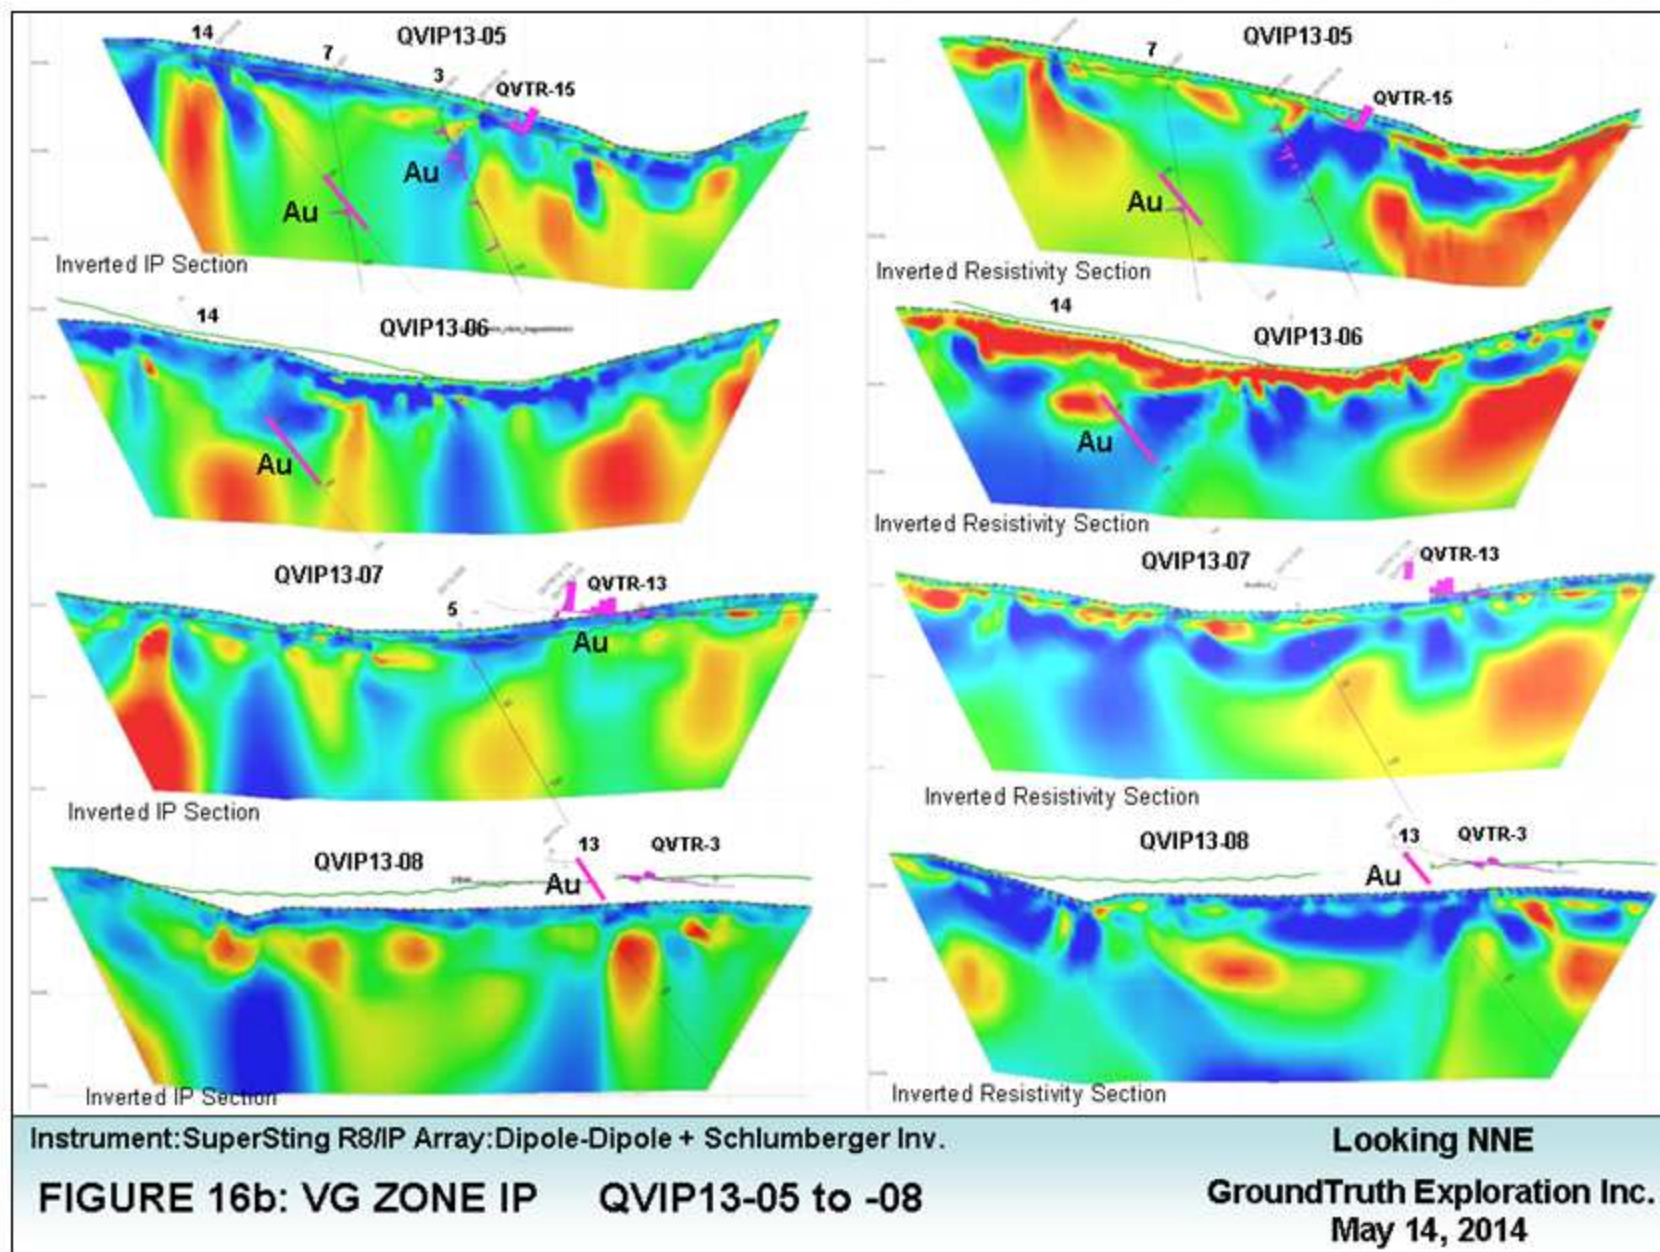 14
7
QVIP13-05
3
QVTR-15
Au
Au
Inverted IP Section
7
QVIP13-05
QVTR-15
Au
Inverted Resistivity Section
14
QVIP13-06
Au
14
QVIP13-06
Au
Inverted Resistivity Section
QVIP13-07
5
QVTR-13
Au
Inverted IP Section
QVIP13-07
QVTR-13
Inverted Resistivity Section
QVIP13-08
13
QVTR-3
Au
Inverted IP Section
QVIP13-08
13
QVTR-3
Au
Inverted Resistivity Section
Instrument:SuperSting R8/IP Array:Dipole-Dipole + Schlumberger Inv.
Looking NNE
FIGURE 16b: VG ZONE IP QVIP13-05 to -08
GroundTruth Exploration Inc.
May 14, 2014